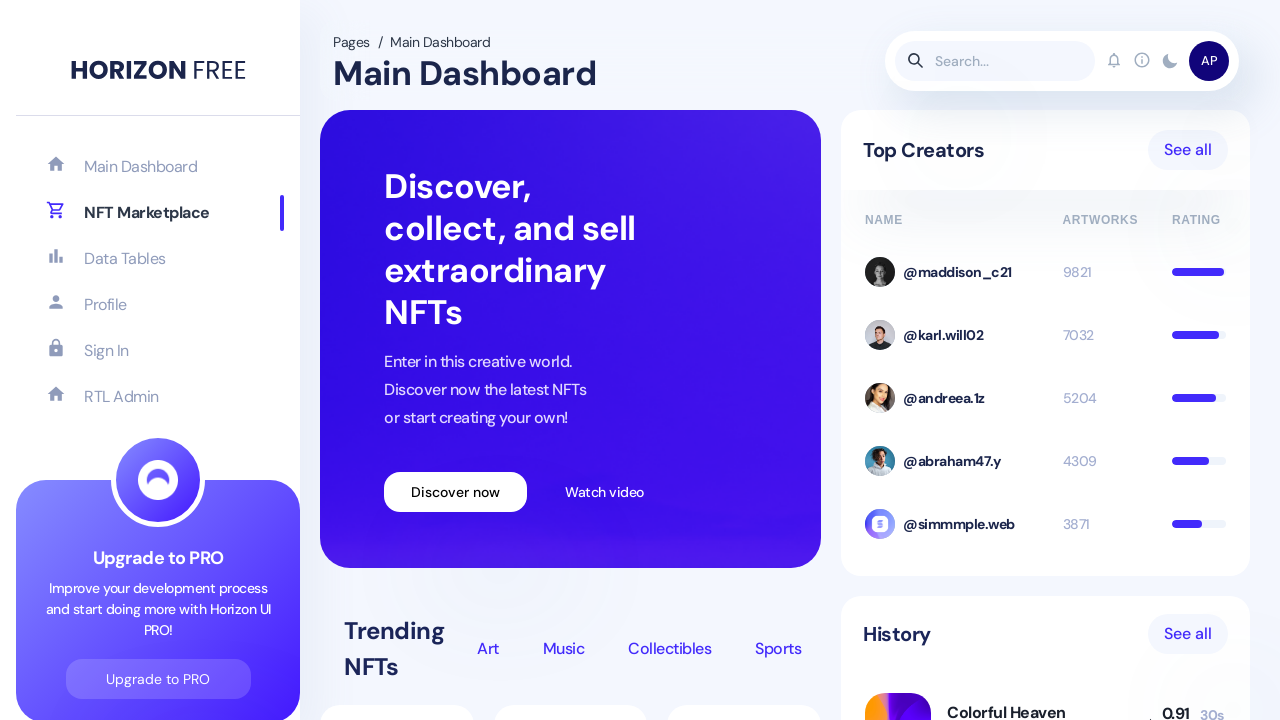 HORIZON FREE
Main Dashboard
NFT Marketplace
Data Tables
Profile
Sign In
RTL Admin
Upgrade to PRO
Improve your development process
and start doing more with Horizon UI
PRO!
Upgrade to PRO
Pages / Main Dashboard
Main Dashboard
Search...
AP
Discover,
collect, and sell
extraordinary
NFTs
Enter in this creative world.
Discover now the latest NFTs
or start creating your own!
Discover now
Watch video
Trending
NFTs
Art
Music
Collectibles
Sports
Top Creators
See all
NAME ARTWORKS RATING
@maddison_c21 9821
@karl.will02 7032
@andreea.1z 5204
@abraham47.y 4309
@simmmple.web 3871
History
See all
Colorful Heaven
0.91 30s